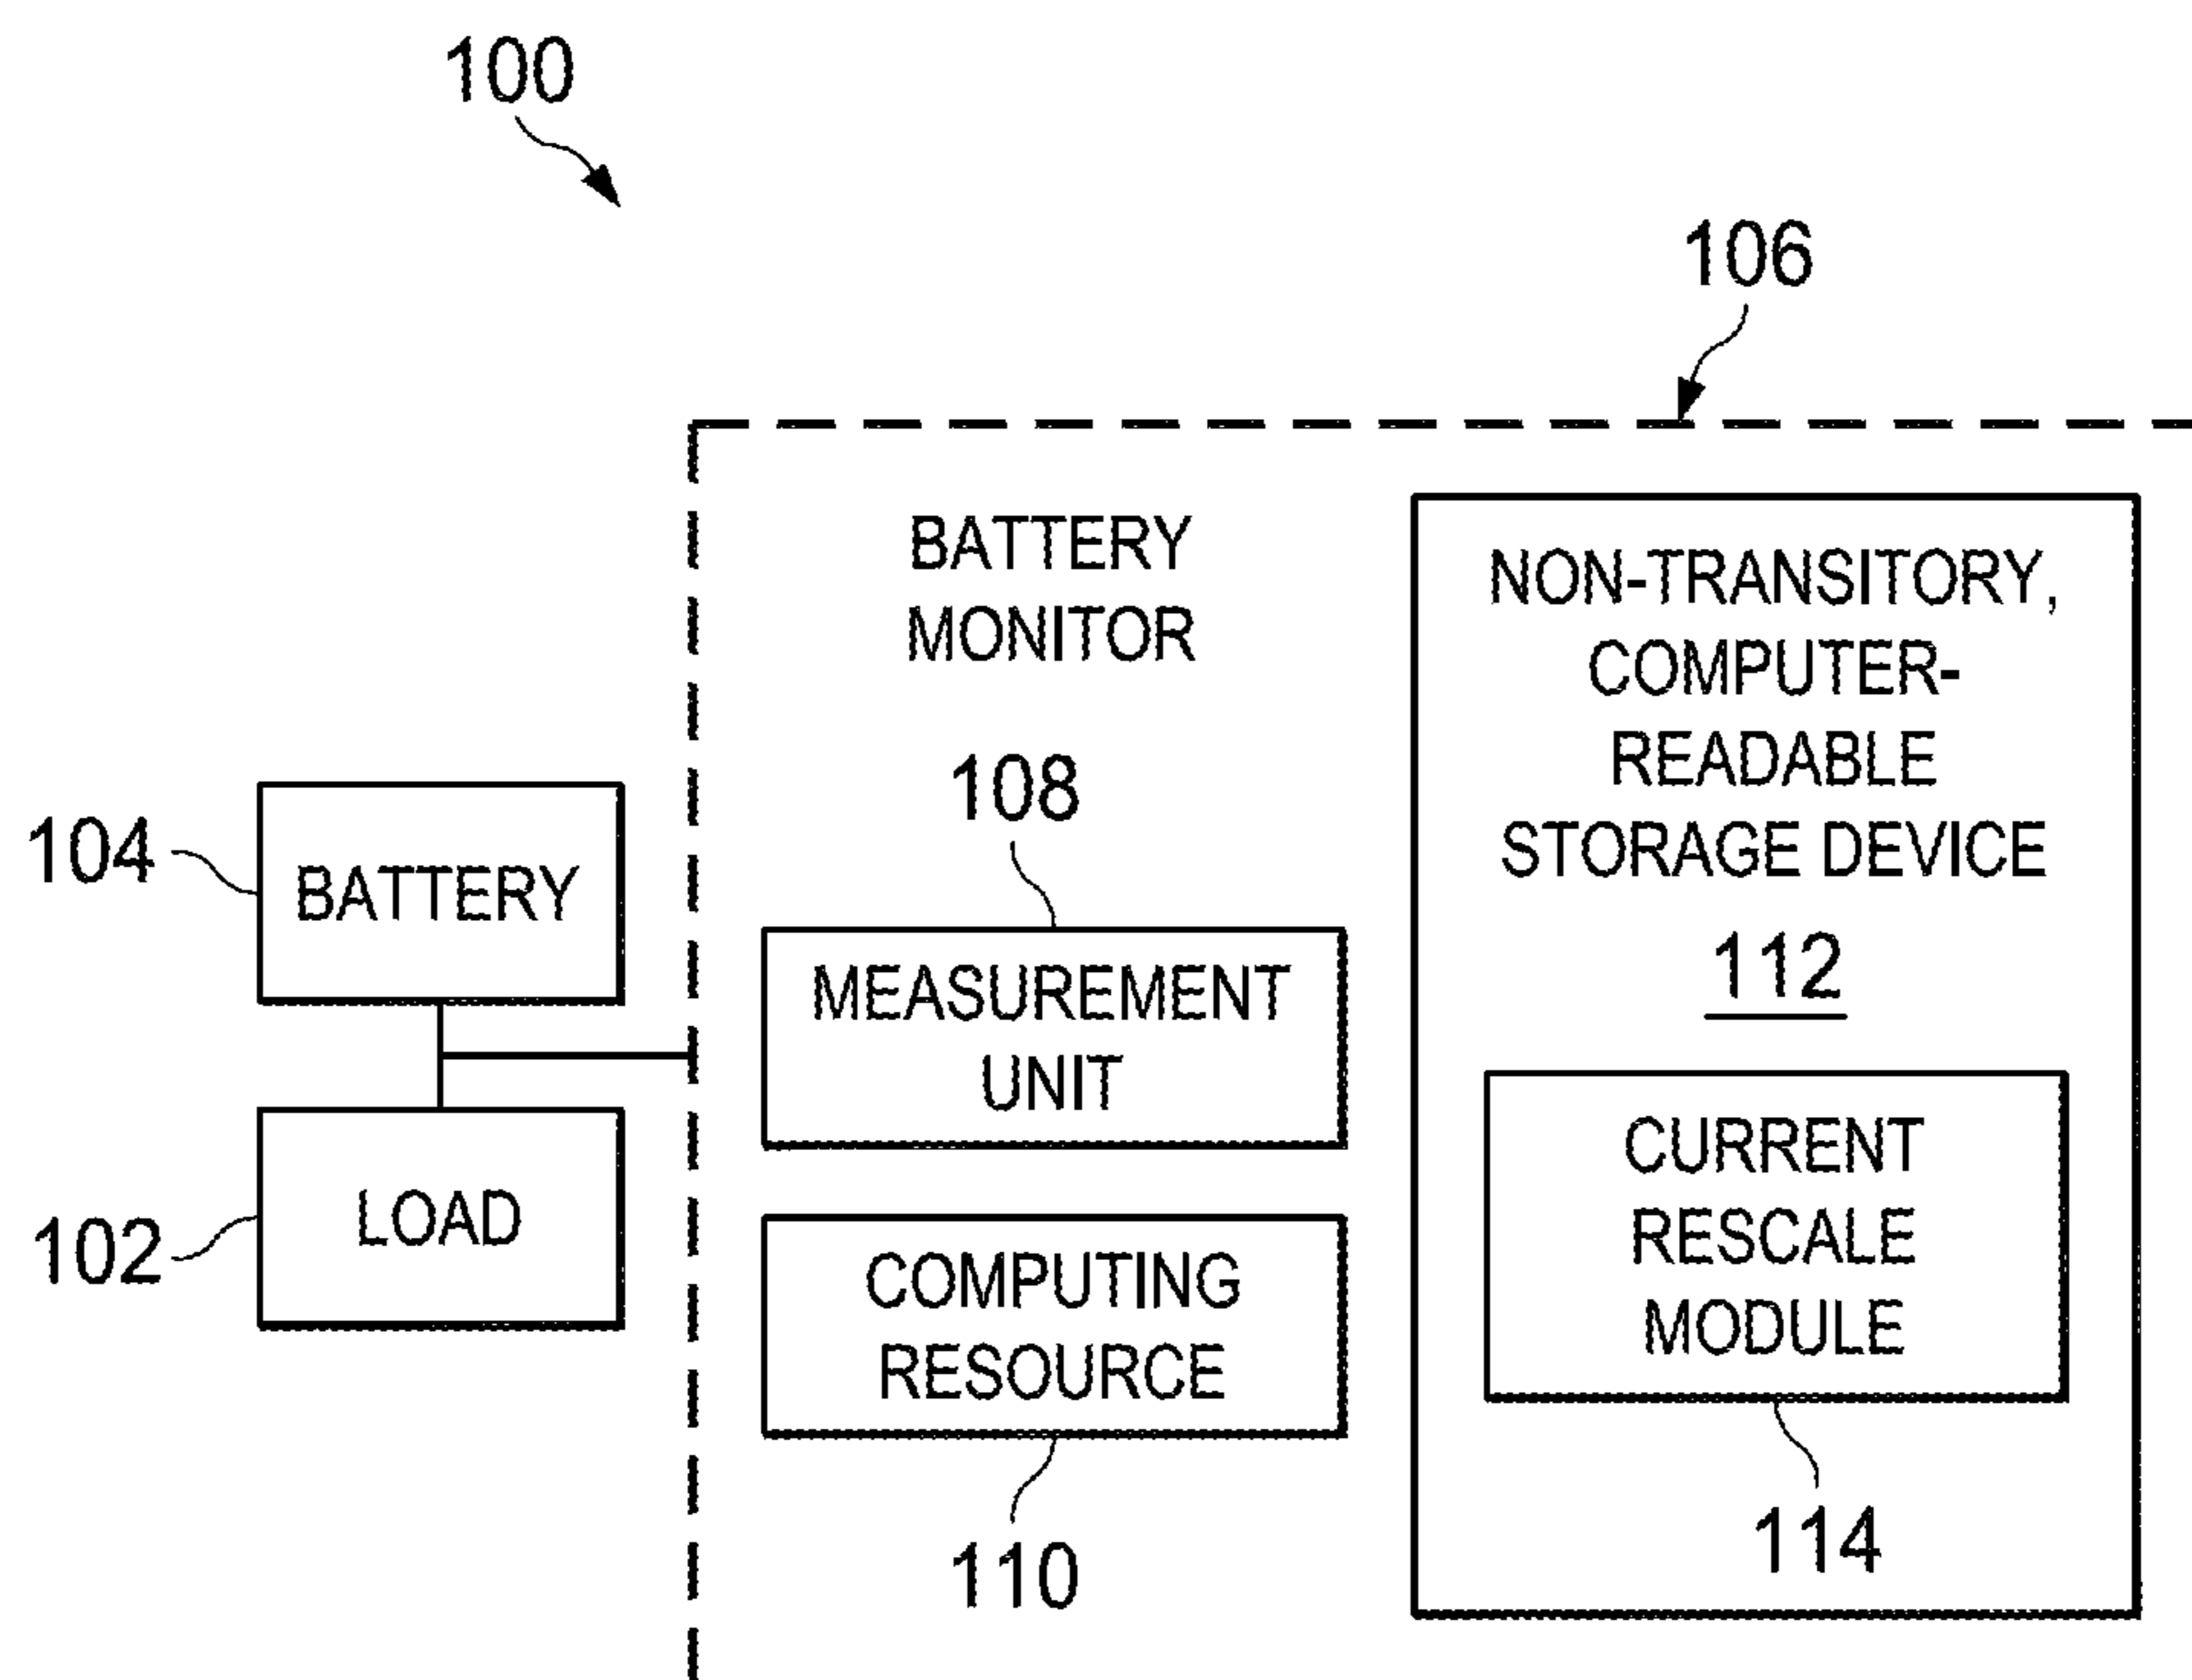 100
106
BATTERY
MONITOR
108
MEASUREMENT
UNIT
COMPUTING
RESOURCE
110
NON-TRANSITORY,
COMPUTER-
READABLE
STORAGE DEVICE
112
CURRENT
RESCALE
MODULE
114
104
BATTERY
102
LOAD